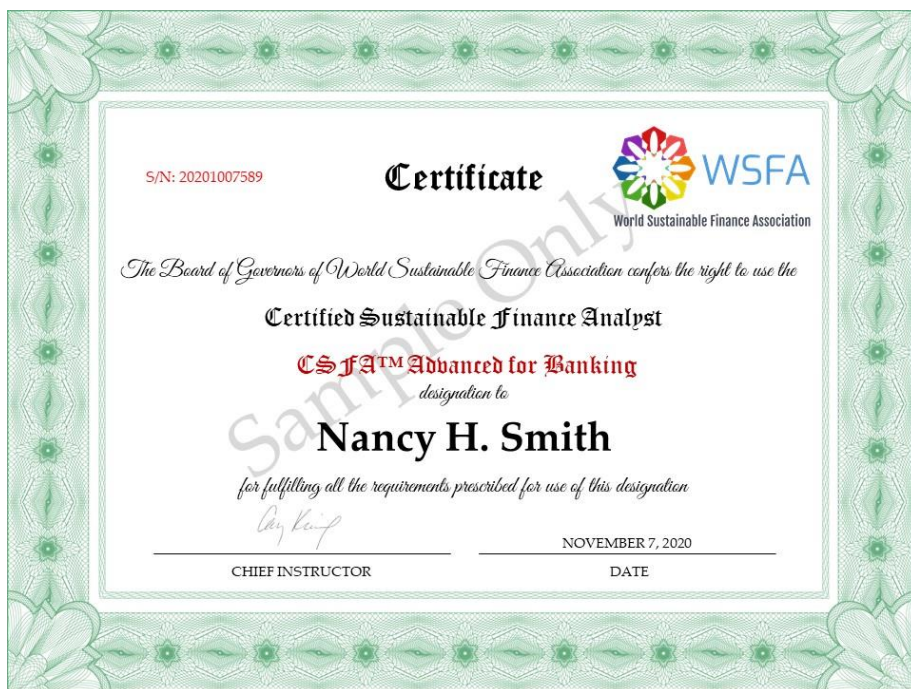 S/N: 20201007589
Certificate
WSFA
World Sustainable Finance Association
The Board of Governors of World Sustainable Finance Association confers the right to use the
Certified Sustainable Finance Analyst
CSFA™ Advanced for Banking
designation to
Nancy H. Smith
for fulfilling all the requirements prescribed for use of this designation
NOVEMBER 7, 2020
CHIEF INSTRUCTOR
DATE
Sample Only